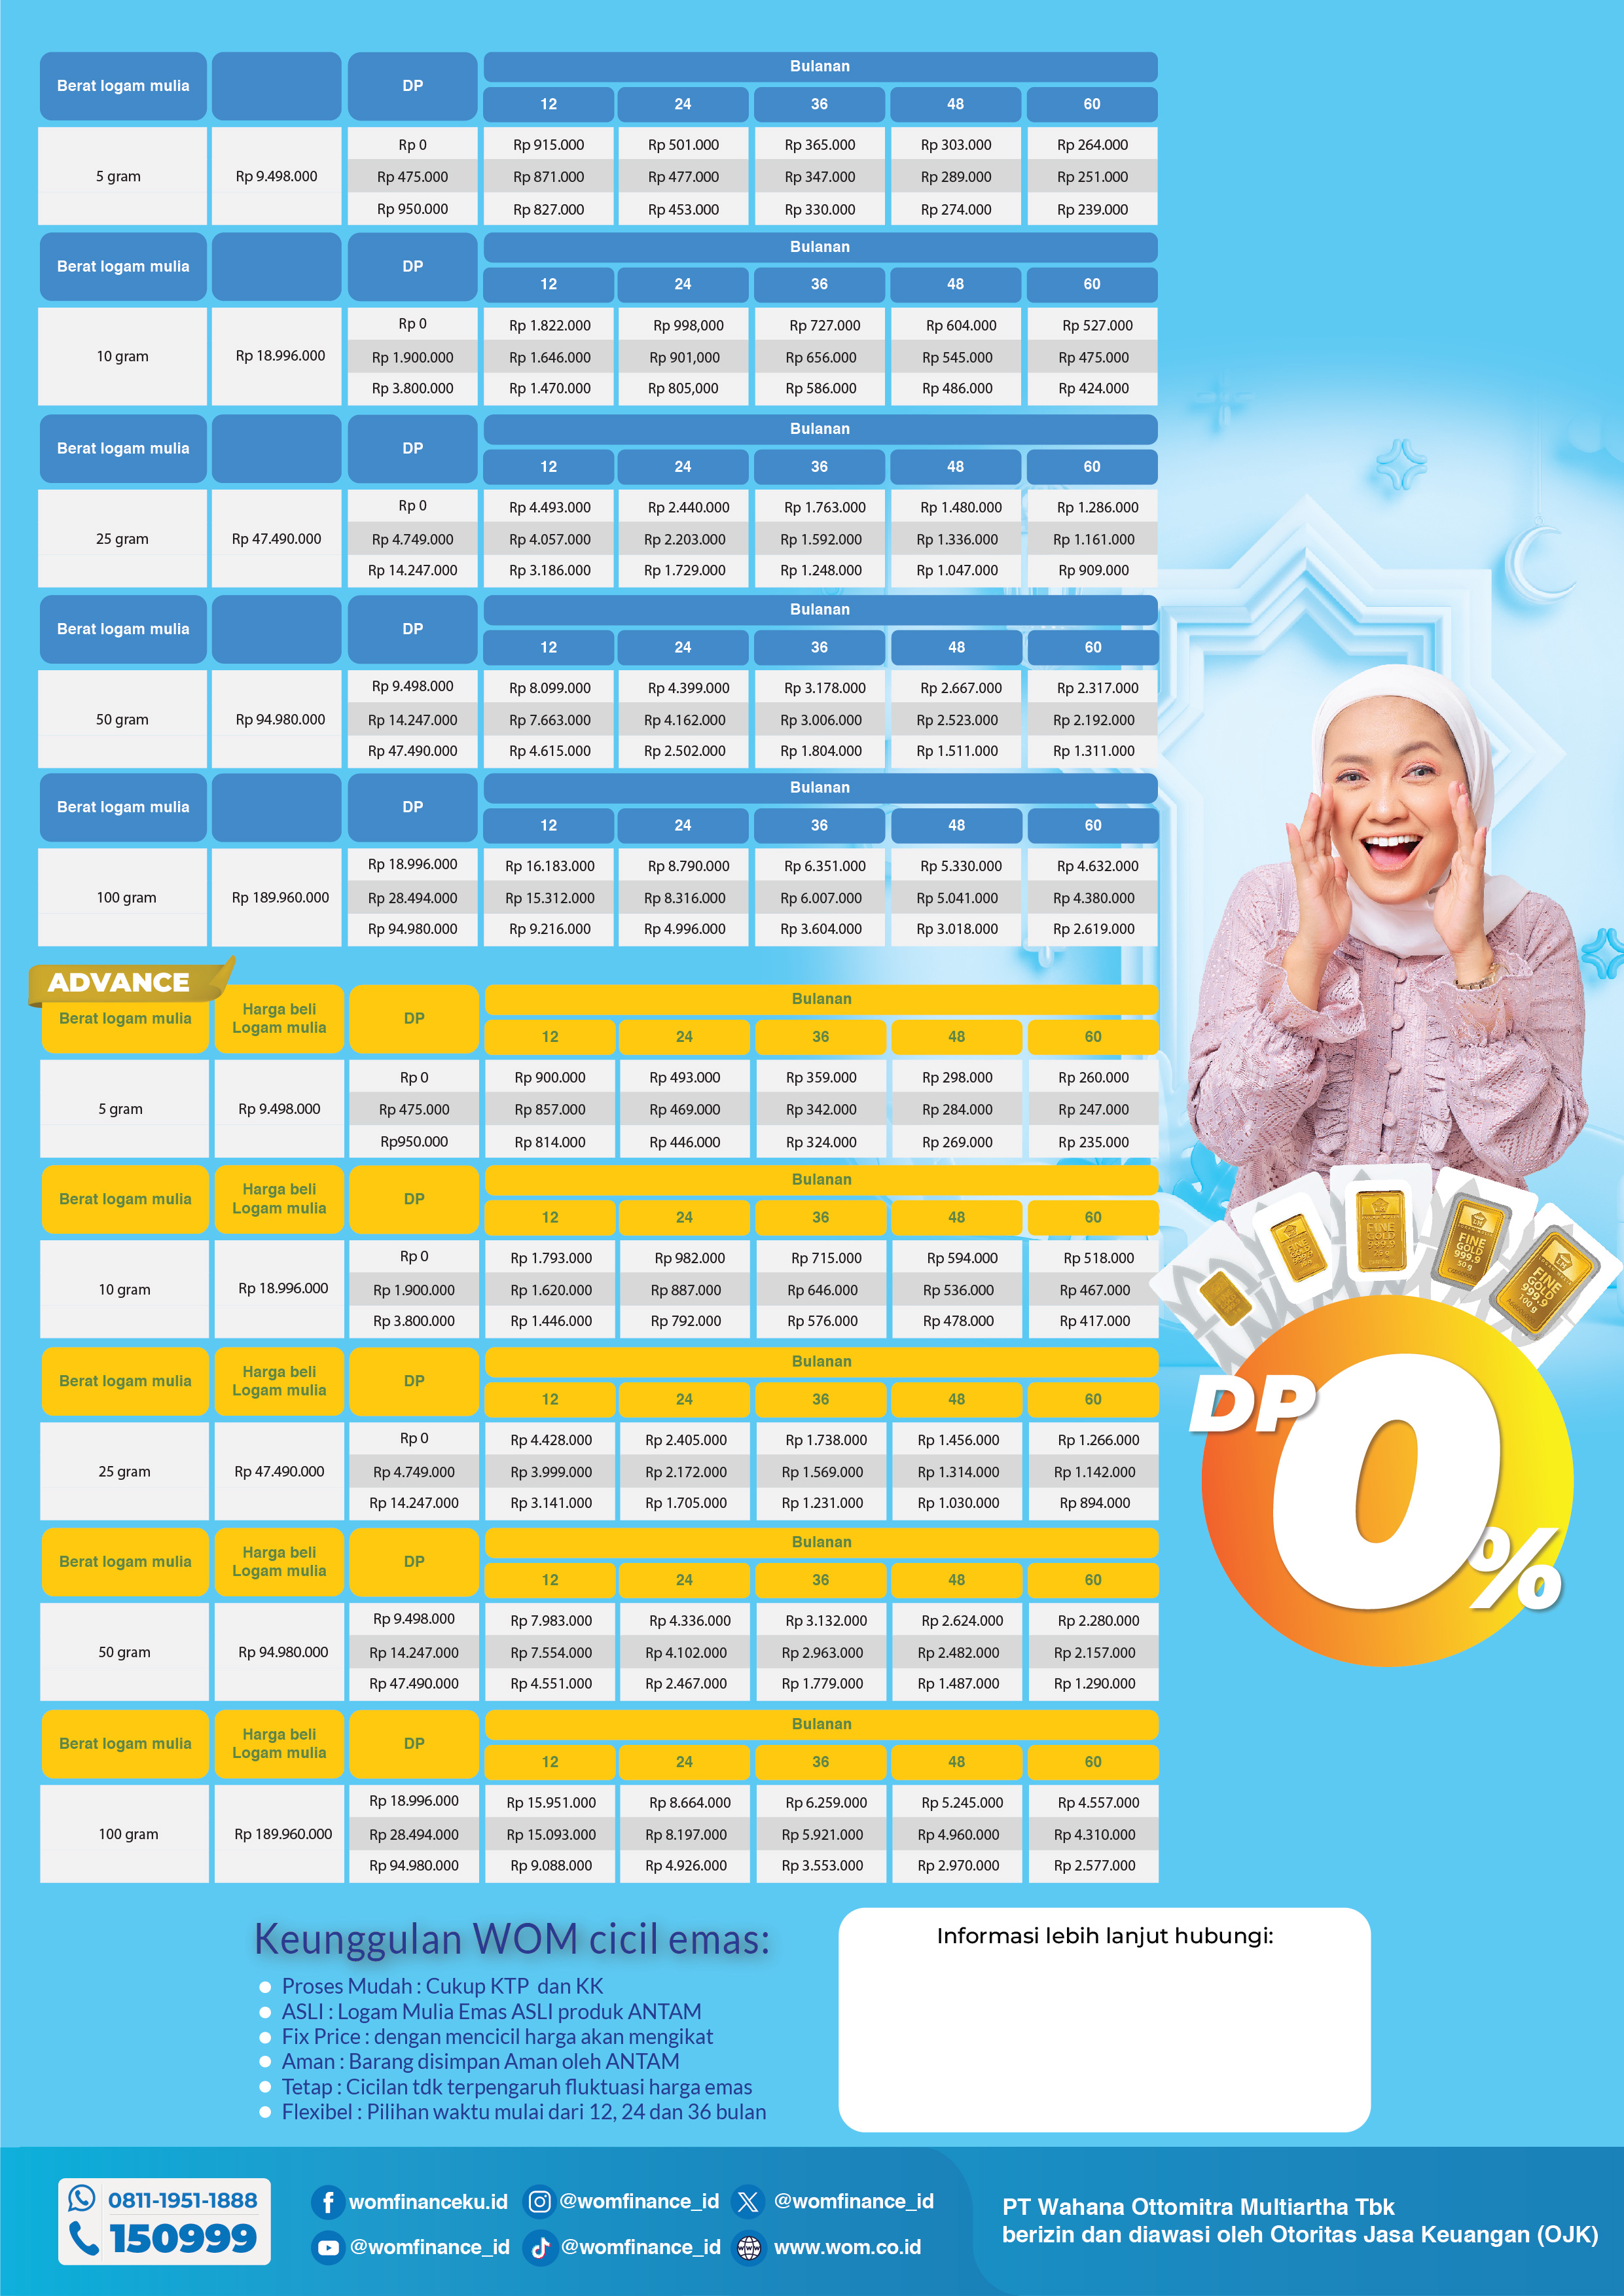 Berat logam mulia DP Bulanan
12 24 36 48 60
Rp 0 Rp 915.000 Rp 501.000 Rp 365.000 Rp 303.000 Rp 264.000
5 gram Rp 9.498.000 Rp 475.000 Rp 871.000 Rp 477.000 Rp 347.000 Rp 289.000 Rp 251.000
Rp 950.000 Rp 827.000 Rp 453.000 Rp 330.000 Rp 274.000 Rp 239.000
Berat logam mulia DP Bulanan
12 24 36 48 60
Rp 0 Rp 1.822.000 Rp 998,000 Rp 727.000 Rp 604.000 Rp 527.000
10 gram Rp 18.996.000 Rp 1.900.000 Rp 1.646.000 Rp 901,000 Rp 656.000 Rp 545.000 Rp 475.000
Rp 3.800.000 Rp 1.470.000 Rp 805,000 Rp 586.000 Rp 486.000 Rp 424.000
Berat logam mulia DP Bulanan
12 24 36 48 60
Rp 0 Rp 4.493.000 Rp 2.440.000 Rp 1.763.000 Rp 1.480.000 Rp 1.286.000
25 gram Rp 47.490.000 Rp 4.749.000 Rp 4.057.000 Rp 2.203.000 Rp 1.592.000 Rp 1.336.000 Rp 1.161.000
Rp 14.247.000 Rp 3.186.000 Rp 1.729.000 Rp 1.248.000 Rp 1.047.000 Rp 909.000
Berat logam mulia DP Bulanan
12 24 36 48 60
Rp 9.498.000 Rp 8.099.000 Rp 4.399.000 Rp 3.178.000 Rp 2.667.000 Rp 2.317.000
50 gram Rp 94.980.000 Rp 14.247.000 Rp 7.663.000 Rp 4.162.000 Rp 3.006.000 Rp 2.523.000 Rp 2.192.000
Rp 47.490.000 Rp 4.615.000 Rp 2.502.000 Rp 1.804.000 Rp 1.511.000 Rp 1.311.000
Berat logam mulia DP Bulanan
12 24 36 48 60
Rp 18.996.000 Rp 16.183.000 Rp 8.790.000 Rp 6.351.000 Rp 5.330.000 Rp 4.632.000
100 gram Rp 189.960.000 Rp 28.494.000 Rp 15.312.000 Rp 8.316.000 Rp 6.007.000 Rp 5.041.000 Rp 4.380.000
Rp 94.980.000 Rp 9.216.000 Rp 4.996.000 Rp 3.604.000 Rp 3.018.000 Rp 2.619.000
ADVANCE
Berat logam mulia Harga beli Logam mulia DP Bulanan
12 24 36 48 60
Rp 0 Rp 900.000 Rp 493.000 Rp 359.000 Rp 298.000 Rp 260.000
5 gram Rp 9.498.000 Rp 475.000 Rp 857.000 Rp 469.000 Rp 342.000 Rp 284.000 Rp 247.000
Rp950.000 Rp 814.000 Rp 446.000 Rp 324.000 Rp 269.000 Rp 235.000
Berat logam mulia Harga beli Logam mulia DP Bulanan
12 24 36 48 60
Rp 0 Rp 1.793.000 Rp 982.000 Rp 715.000 Rp 594.000 Rp 518.000
10 gram Rp 18.996.000 Rp 1.900.000 Rp 1.620.000 Rp 887.000 Rp 646.000 Rp 536.000 Rp 467.000
Rp 3.800.000 Rp 1.446.000 Rp 792.000 Rp 576.000 Rp 478.000 Rp 417.000
Berat logam mulia Harga beli Logam mulia DP Bulanan
12 24 36 48 60
Rp 0 Rp 4.428.000 Rp 2.405.000 Rp 1.738.000 Rp 1.456.000 Rp 1.266.000
25 gram Rp 47.490.000 Rp 4.749.000 Rp 3.999.000 Rp 2.172.000 Rp 1.569.000 Rp 1.314.000 Rp 1.142.000
Rp 14.247.000 Rp 3.141.000 Rp 1.705.000 Rp 1.231.000 Rp 1.030.000 Rp 894.000
Berat logam mulia Harga beli Logam mulia DP Bulanan
12 24 36 48 60
Rp 9.498.000 Rp 7.983.000 Rp 4.336.000 Rp 3.132.000 Rp 2.624.000 Rp 2.280.000
50 gram Rp 94.980.000 Rp 14.247.000 Rp 7.554.000 Rp 4.102.000 Rp 2.963.000 Rp 2.482.000 Rp 2.157.000
Rp 47.490.000 Rp 4.551.000 Rp 2.467.000 Rp 1.779.000 Rp 1.487.000 Rp 1.290.000
Berat logam mulia Harga beli Logam mulia DP Bulanan
12 24 36 48 60
Rp 18.996.000 Rp 15.951.000 Rp 8.664.000 Rp 6.259.000 Rp 5.245.000 Rp 4.557.000
100 gram Rp 189.960.000 Rp 28.494.000 Rp 15.093.000 Rp 8.197.000 Rp 5.921.000 Rp 4.960.000 Rp 4.310.000
Rp 94.980.000 Rp 9.088.000 Rp 4.926.000 Rp 3.553.000 Rp 2.970.000 Rp 2.577.000
FINE
GOLD
999.9
25 g
FINE
GOLD
999.9
50 g
FINE
GOLD
999.9
100 g
DP
0%
Keunggulan WOM cicil emas:
Proses Mudah : Cukup KTP dan KK
ASLI : Logam Mulia Emas ASLI produk ANTAM
Fix Price : dengan mencicil harga akan mengikat
Aman : Barang disimpan Aman oleh ANTAM
Tetap : Cicilan tdk terpengaruh fluktuasi harga emas
Flexibel : Pilihan waktu mulai dari 12, 24 dan 36 bulan
Informasi lebih lanjut hubungi:
0811-1951-1888
150999
womfinanceku.id @womfinance_id @womfinance_id
@womfinance_id @womfinance_id www.wom.co.id
PT Wahana Ottomitra Multiartha Tbk
berizin dan diawasi oleh Otoritas Jasa Keuangan (OJK)